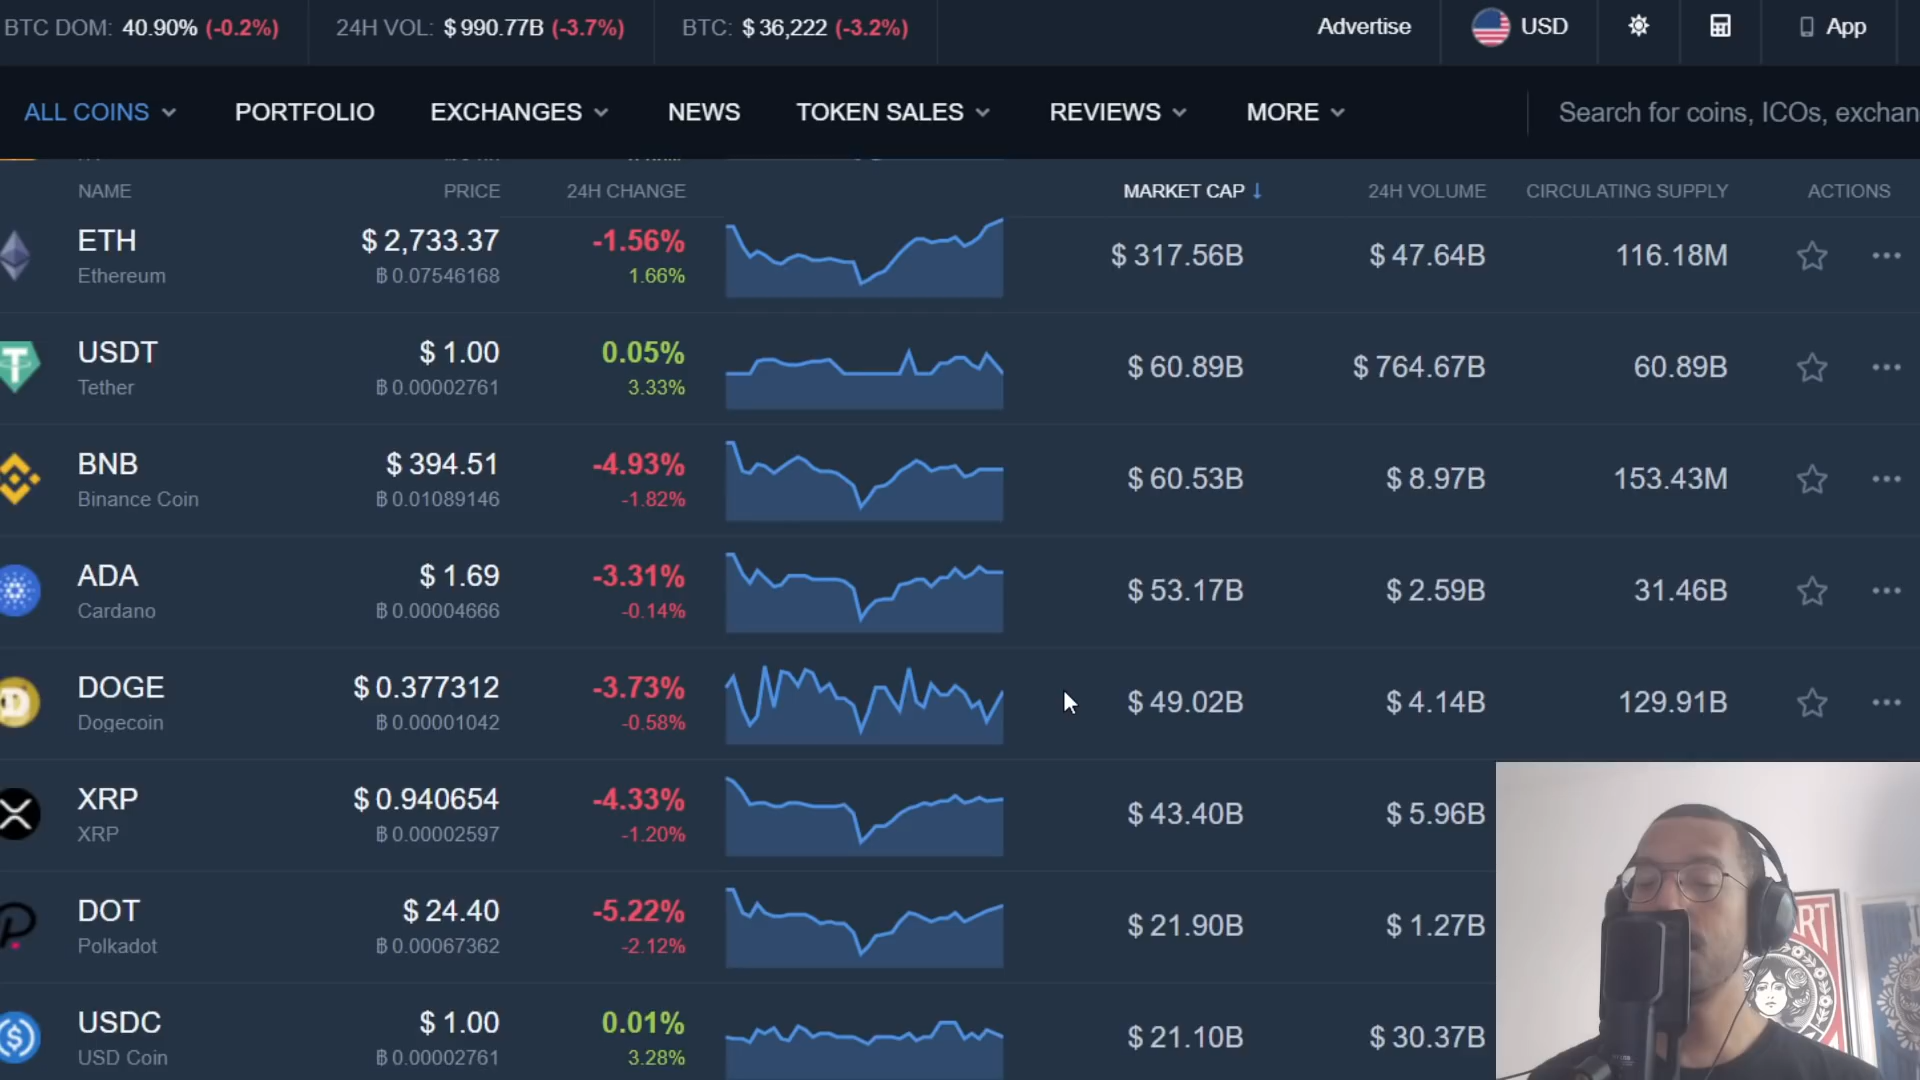 BTC DOM: 40.90% (-0.2%) 24H VOL: $ 990.77B (-3.7%) BTC: $ 36,222 (-3.2%) Advertise USD App
ALL COINS PORTFOLIO EXCHANGES NEWS TOKEN SALES REVIEWS MORE Search for coins, ICOs, exchan
NAME PRICE 24H CHANGE MARKET CAP ↓ 24H VOLUME CIRCULATING SUPPLY ACTIONS
ETH $ 2,733.37 -1.56% $ 317.56B $ 47.64B 116.18M
Ethereum ฿ 0.07546168 1.66%
USDT $ 1.00 0.05% $ 60.89B $ 764.67B 60.89B
Tether ฿ 0.00002761 3.33%
BNB $ 394.51 -4.93% $ 60.53B $ 8.97B 153.43M
Binance Coin ฿ 0.01089146 -1.82%
ADA $ 1.69 -3.31% $ 53.17B $ 2.59B 31.46B
Cardano ฿ 0.00004666 -0.14%
DOGE $ 0.377312 -3.73% $ 49.02B $ 4.14B 129.91B
Dogecoin ฿ 0.00001042 -0.58%
XRP $ 0.940654 -4.33% $ 43.40B $ 5.96B
XRP ฿ 0.00002597 -1.20%
DOT $ 24.40 -5.22% $ 21.90B $ 1.27B
Polkadot ฿ 0.00067362 -2.12%
USDC $ 1.00 0.01% $ 21.10B $ 30.37B
USD Coin ฿ 0.00002761 3.28%